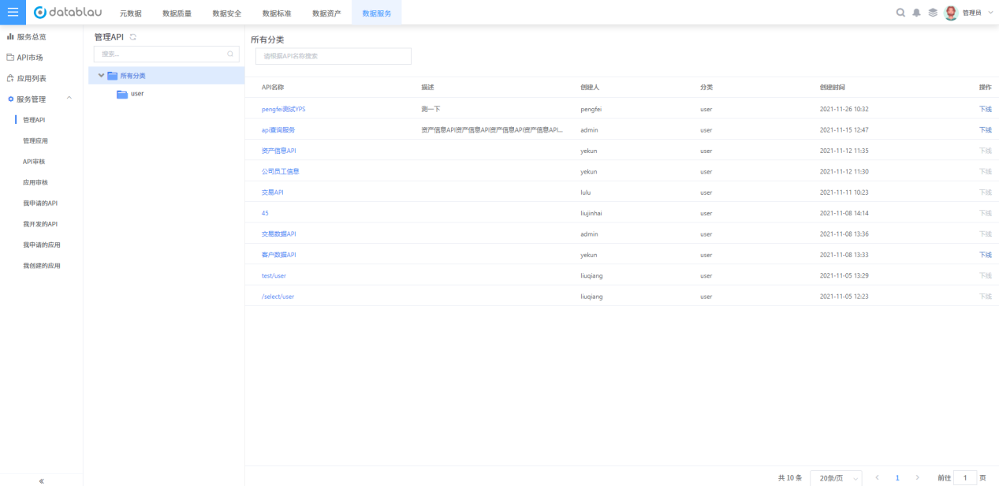 datablau 元数据 数据质量 数据安全 数据标准 数据资产 数据服务 管理员
服务总览
API市场
应用列表
服务管理
管理API
管理应用
API审核
应用审核
我申请的API
我开发的API
我申请的应用
我创建的应用
管理API
搜索...
所有分类
user
所有分类
请根据API名称搜索
API名称 描述 创建人 分类 创建时间 操作
pengfei测试YPS 测一下 pengfei user 2021-11-26 10:32 下线
api查询服务 资产信息API资产信息API资产信息API资产信息API... admin user 2021-11-15 12:47 下线
资产信息API yekun user 2021-11-12 11:35 下线
公司员工信息 yekun user 2021-11-12 11:30 下线
交易API lulu user 2021-11-11 10:23 下线
45 liujinhai user 2021-11-08 14:14 下线
交易数据API admin user 2021-11-08 13:36 下线
客户数据API yekun user 2021-11-08 13:33 下线
test/user liuqiang user 2021-11-05 13:29 下线
/select/user liuqiang user 2021-11-05 12:23 下线
共 10 条 20条/页 1 前往 1 页